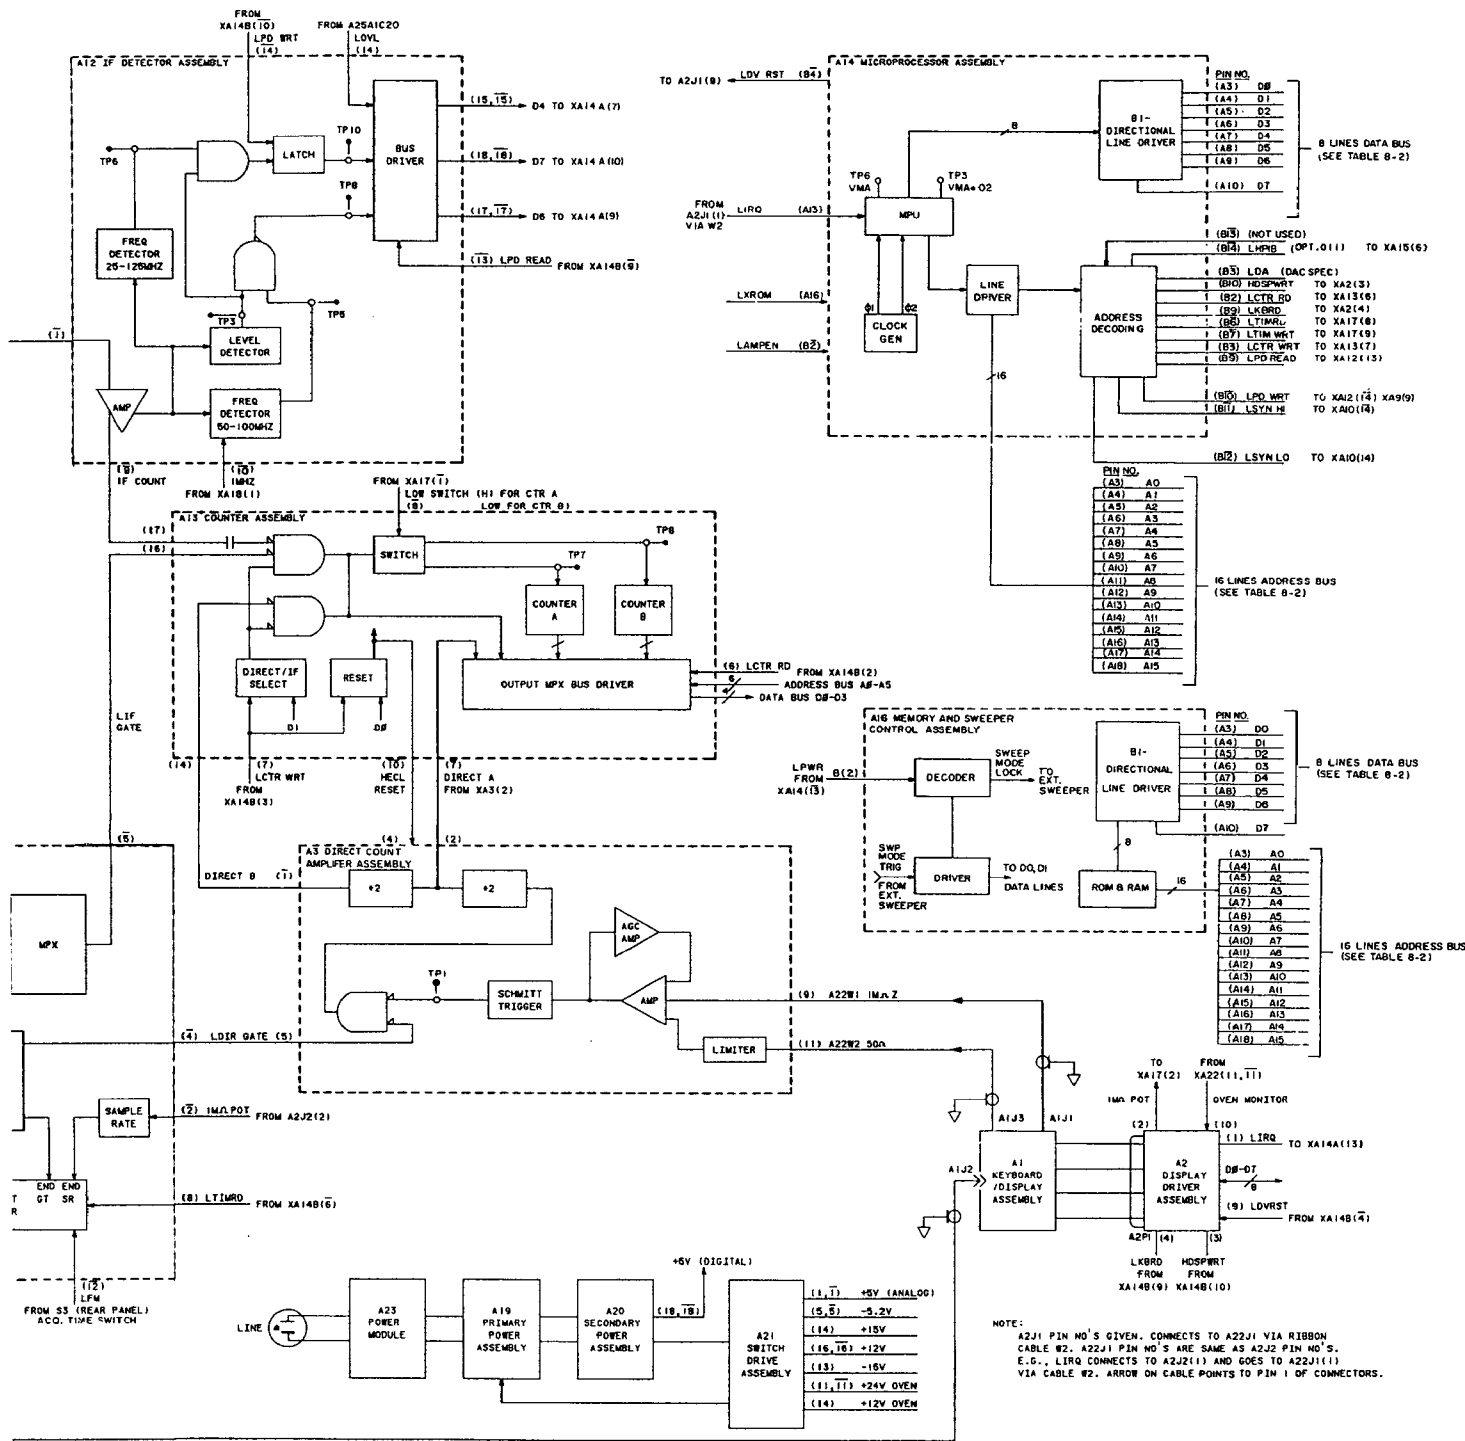 FROM
XA14B(10)
LPD WRT
(14)
FROM A25A1C20
LOVL
(14)
A12 IF DETECTOR ASSEMBLY
TP6
LATCH
TP10
TP8
BUS
DRIVER
(15,15) D4 TO XA14A(7)
(18,18) D7 TO XA14A(10)
(17,17) D6 TO XA14A(9)
(13) LPD READ FROM XA14B(9)
FREQ
DETECTOR
25-125MHZ
TP3
TP5
LEVEL
DETECTOR
(1)
AMP
FREQ
DETECTOR
50-100MHZ
(9)
IF COUNT
(10)
1MHZ
FROM XA18(1)
A14 MICROPROCESSOR ASSEMBLY
TO A2J1(8) LDV RST (B4)
BI-
DIRECTIONAL
LINE DRIVER
8
PIN NO.
(A3) DØ
(A4) D1
(A5) D2
(A6) D3
(A7) D4
(A8) D5
(A9) D6
(A10) D7
8 LINES DATA BUS
(SEE TABLE 8-2)
TP6
VMA
TP3
VMA•02
MPU
FROM
A2J1(1)
VIA W2
LIRQ (A13)
LXROM (A16)
LAMPEN (B2)
Φ1 Φ2
CLOCK
GEN
LINE
DRIVER
ADDRESS
DECODING
16
(B13) (NOT USED)
(B14) LHPIB (OPT.011) TO XA15(6)
(B3) LDA (DAC SPEC)
(B10) HDSPWRT TO XA2(3)
(B2) LCTR RD TO XA13(6)
(B9) LKBRD TO XA2(4)
(B6) LTIMRD TO XA17(8)
(B7) LTIM WRT TO XA17(9)
(B3) LCTR WRT TO XA13(7)
(B9) LPD READ TO XA12(13)
(B10) LPD WRT TO XA12(14) XA9(9)
(B11) LSYN HI TO XA10(14)
(B12) LSYN LO TO XA10(14)
PIN NO.
(A3) A0
(A4) A1
(A5) A2
(A6) A3
(A7) A4
(A8) A5
(A9) A6
(A10) A7
(A11) A8
(A12) A9
(A13) A10
(A14) A11
(A15) A12
(A16) A13
(A17) A14
(A18) A15
16 LINES ADDRESS BUS
(SEE TABLE 8-2)
FROM XA17(1)
LOW SWITCH (HI FOR CTR A
(8) LOW FOR CTR B)
A13 COUNTER ASSEMBLY
(17)
(16)
SWITCH
TP8
TP7
COUNTER
A
COUNTER
B
DIRECT/IF
SELECT
RESET
OUTPUT MPX BUS DRIVER
D1
DØ
(6) LCTR RD FROM XA14B(2)
6 ADDRESS BUS AØ-A5
DATA BUS DØ-D3
LIF
GATE
(14)
(7)
LCTR WRT
FROM
XA14B(3)
(10)
HECL
RESET
(7)
DIRECT A
FROM XA3(2)
A16 MEMORY AND SWEEPER
CONTROL ASSEMBLY
LPWR
FROM
XA14(13)
B(2)
DECODER
SWEEP
MODE
LOCK
TO
EXT.
SWEEPER
SWP
MODE
TRIG
FROM
EXT.
SWEEPER
DRIVER
TO D0,D1
DATA LINES
BI-
DIRECTIONAL
LINE DRIVER
8
ROM & RAM
16
PIN NO.
(A3) D0
(A4) D1
(A5) D2
(A6) D3
(A7) D4
(A8) D5
(A9) D6
(A10) D7
8 LINES DATA BUS
(SEE TABLE 8-2)
(A3) A0
(A4) A1
(A5) A2
(A6) A3
(A7) A4
(A8) A5
(A9) A6
(A10) A7
(A11) A8
(A12) A9
(A13) A10
(A14) A11
(A15) A12
(A16) A13
(A17) A14
(A18) A15
16 LINES ADDRESS BUS
(SEE TABLE 8-2)
(5)
MPX
(4)
(2)
A3 DIRECT COUNT
AMPLIFER ASSEMBLY
DIRECT B (1)
÷2
÷2
AGC
AMP
TP1
SCHMITT
TRIGGER
AMP
LIMITER
(9) A22W1 1MΩ Z
(11) A22W2 50Ω
(4) LDIR GATE (5)
SAMPLE
RATE
(2) 1MΩ POT FROM A2J2(2)
END
GT
END
SR
T
R
(8) LTIMRD FROM XA14B(6)
(12)
LFM
FROM S3 (REAR PANEL)
ACQ. TIME SWITCH
A1J3
A1J1
A1J2
A1
KEYBOARD
/DISPLAY
ASSEMBLY
TO
XA17(2)
1MΩ POT
FROM
XA22(11,11)
OVEN MONITOR
(2)
(10)
A2
DISPLAY
DRIVER
ASSEMBLY
(1) LIRQ
TO XA14A(13)
DØ-D7
8
(9) LDVRST
FROM XA14B(4)
A2P1
(4)
(3)
LKBRD
FROM
XA14B(9)
HDSPWRT
FROM
XA14B(10)
LINE
A23
POWER
MODULE
A19
PRIMARY
POWER
ASSEMBLY
A20
SECONDARY
POWER
ASSEMBLY
+5V (DIGITAL)
(18,18)
A21
SWITCH
DRIVE
ASSEMBLY
(1,1) +5V (ANALOG)
(5,5) -5.2V
(14) +15V
(16,16) +12V
(13) -15V
(11,11) +24V OVEN
(14) +12V OVEN
NOTE:
A2J1 PIN NO'S GIVEN. CONNECTS TO A22J1 VIA RIBBON
CABLE W2. A22J1 PIN NO'S ARE SAME AS A2J2 PIN NO'S.
E.G., LIRQ CONNECTS TO A2J2(1) AND GOES TO A22J1(1)
VIA CABLE W2. ARROW ON CABLE POINTS TO PIN 1 OF CONNECTORS.